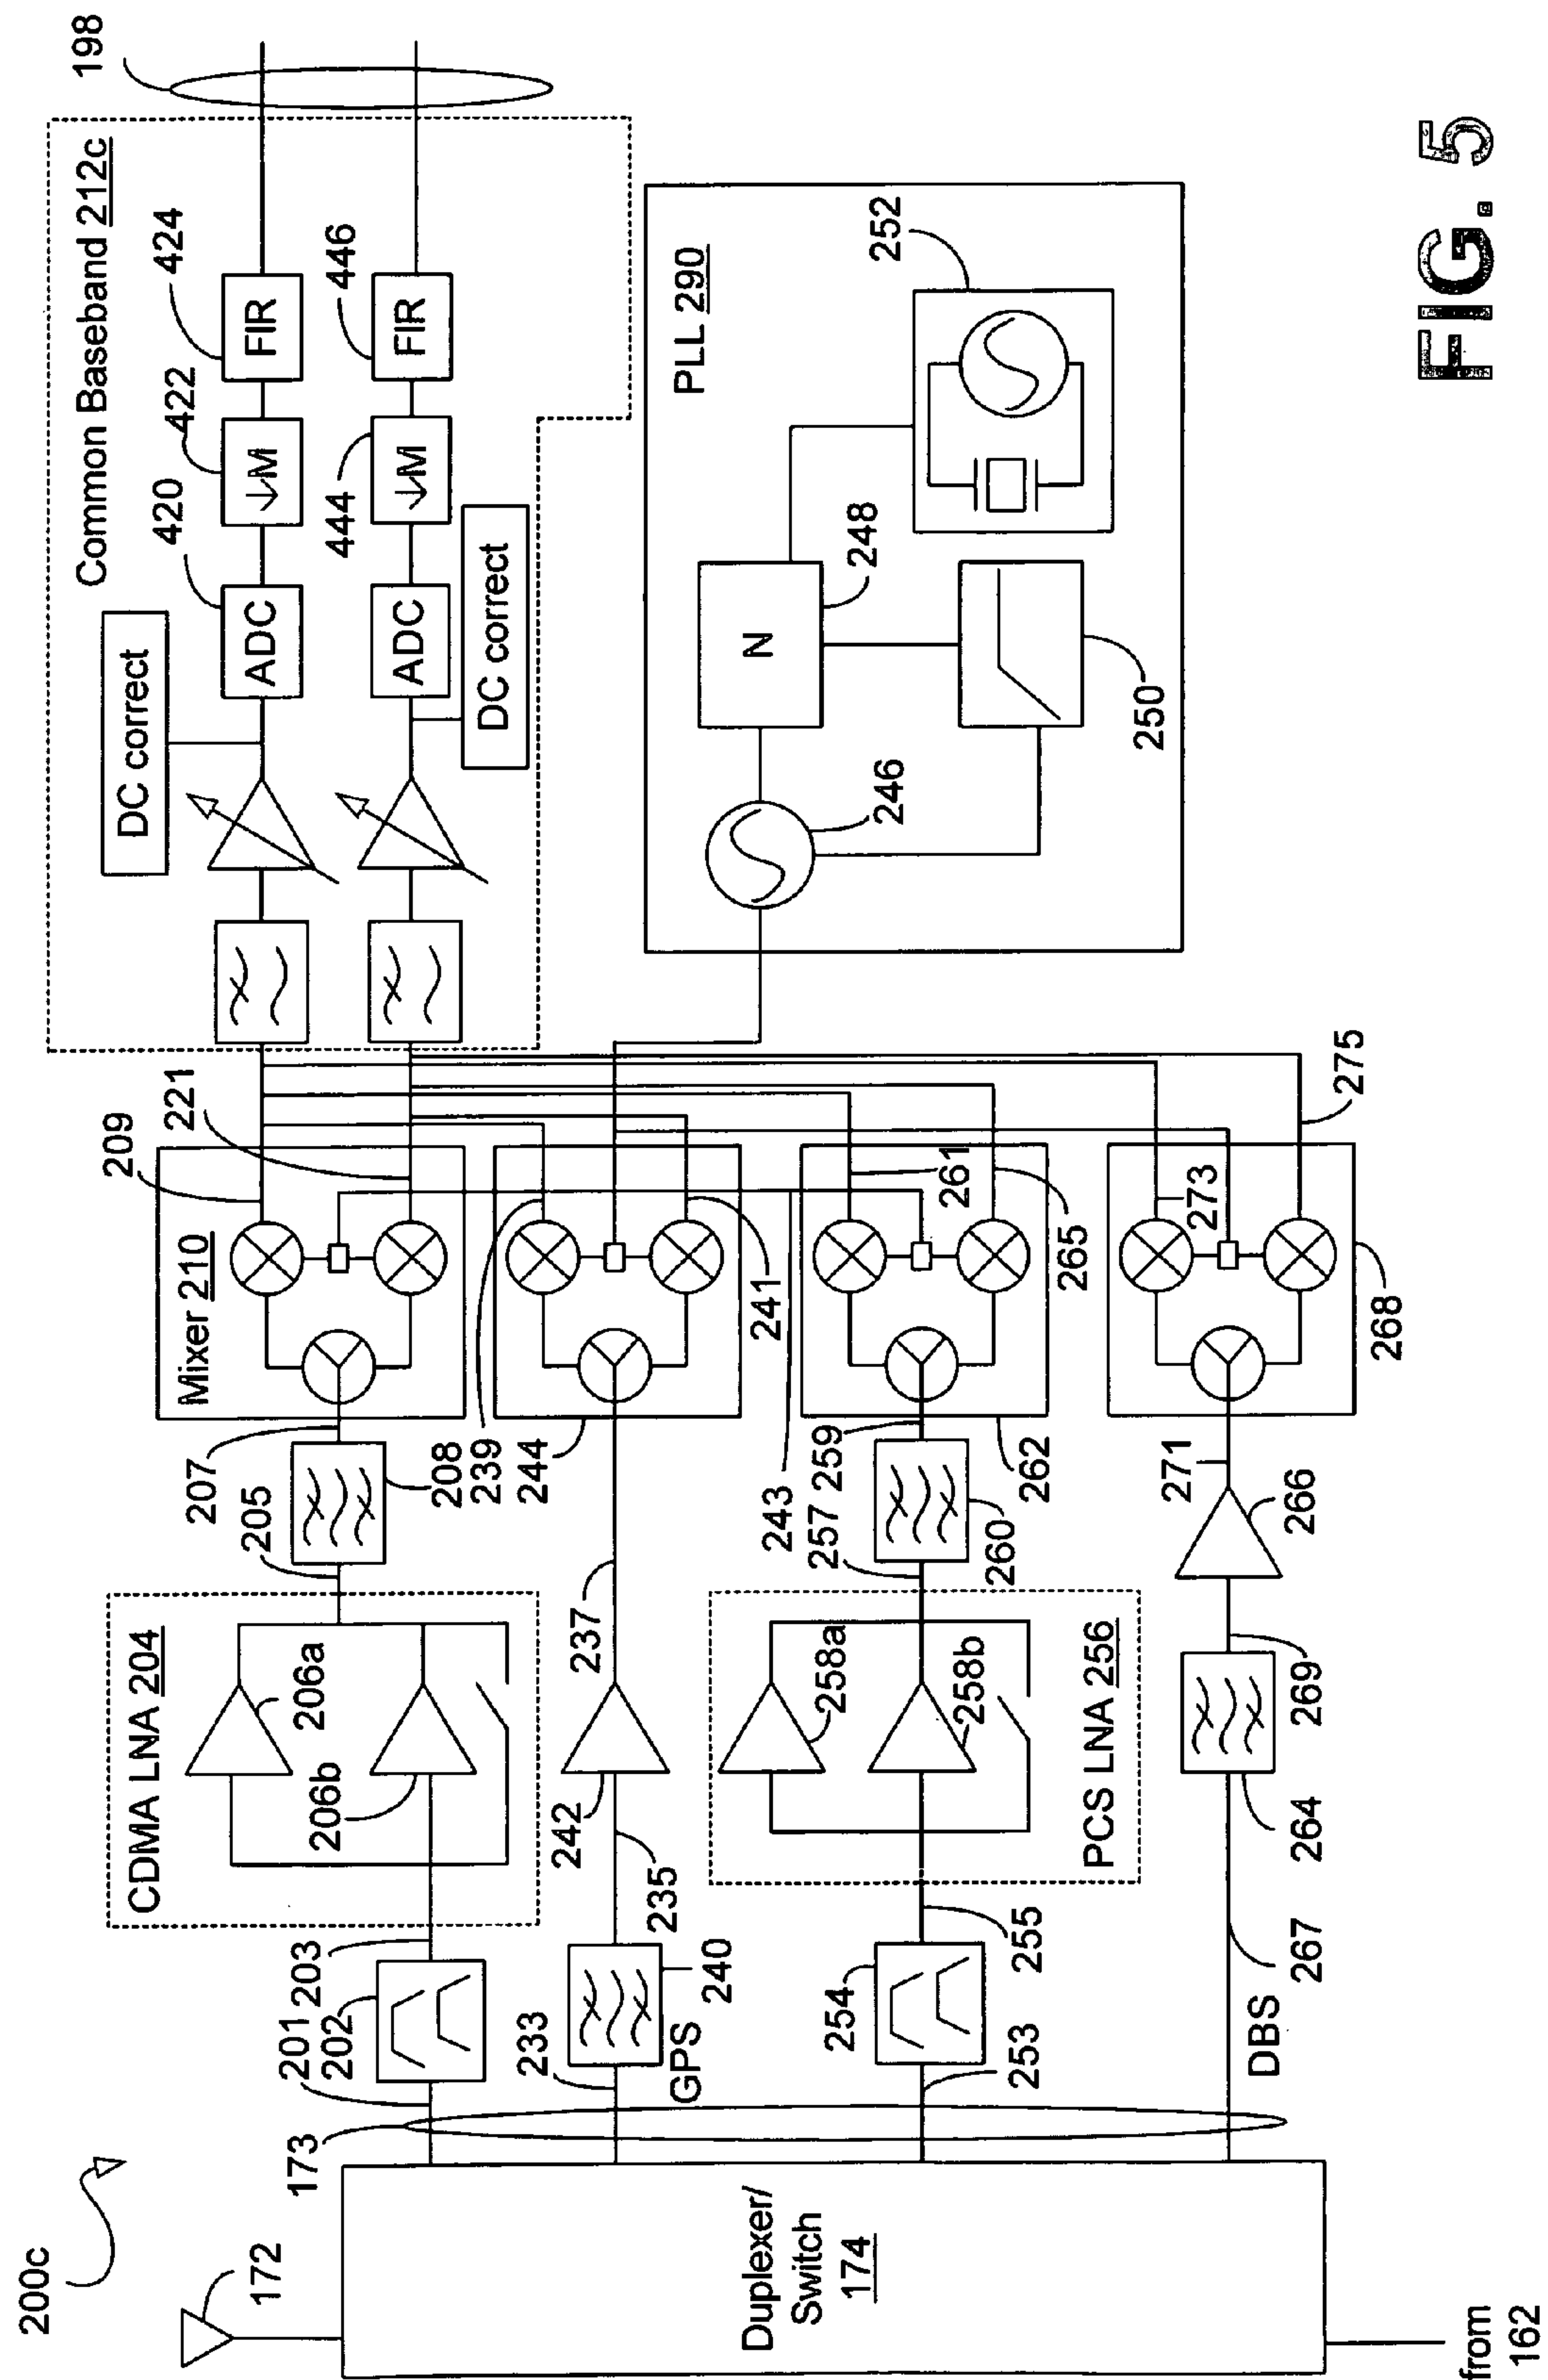 200c
172
Duplexer/
Switch
174
from
162
173
201
202
203
CDMA LNA 204
206a
206b
205
207
208
Mixer 210
209
221
Common Baseband 212c
DC correct
ADC
420
↓M
422
FIR
424
198
ADC
DC correct
↓M
444
FIR
446
233
GPS
240
235
242
237
239
244
241
243
PLL 290
246
N
248
250
252
253
254
255
PCS LNA 256
258a
258b
257
259
260
262
261
265
DBS
267
264
269
266
271
268
273
275
FIG. 5